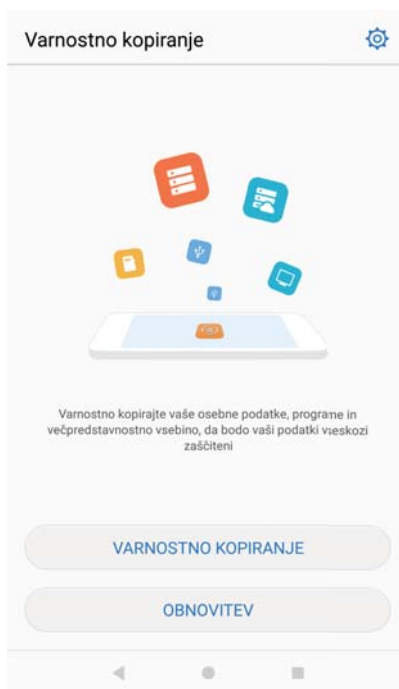 Varnostno kopiranje
Varnostno kopirajte vaše osebne podatke, programe in
večpredstavnostno vsebino, da bodo vaši podatki vseskozi
zaščiteni
VARNOSTNO KOPIRANJE
OBNOVITEV